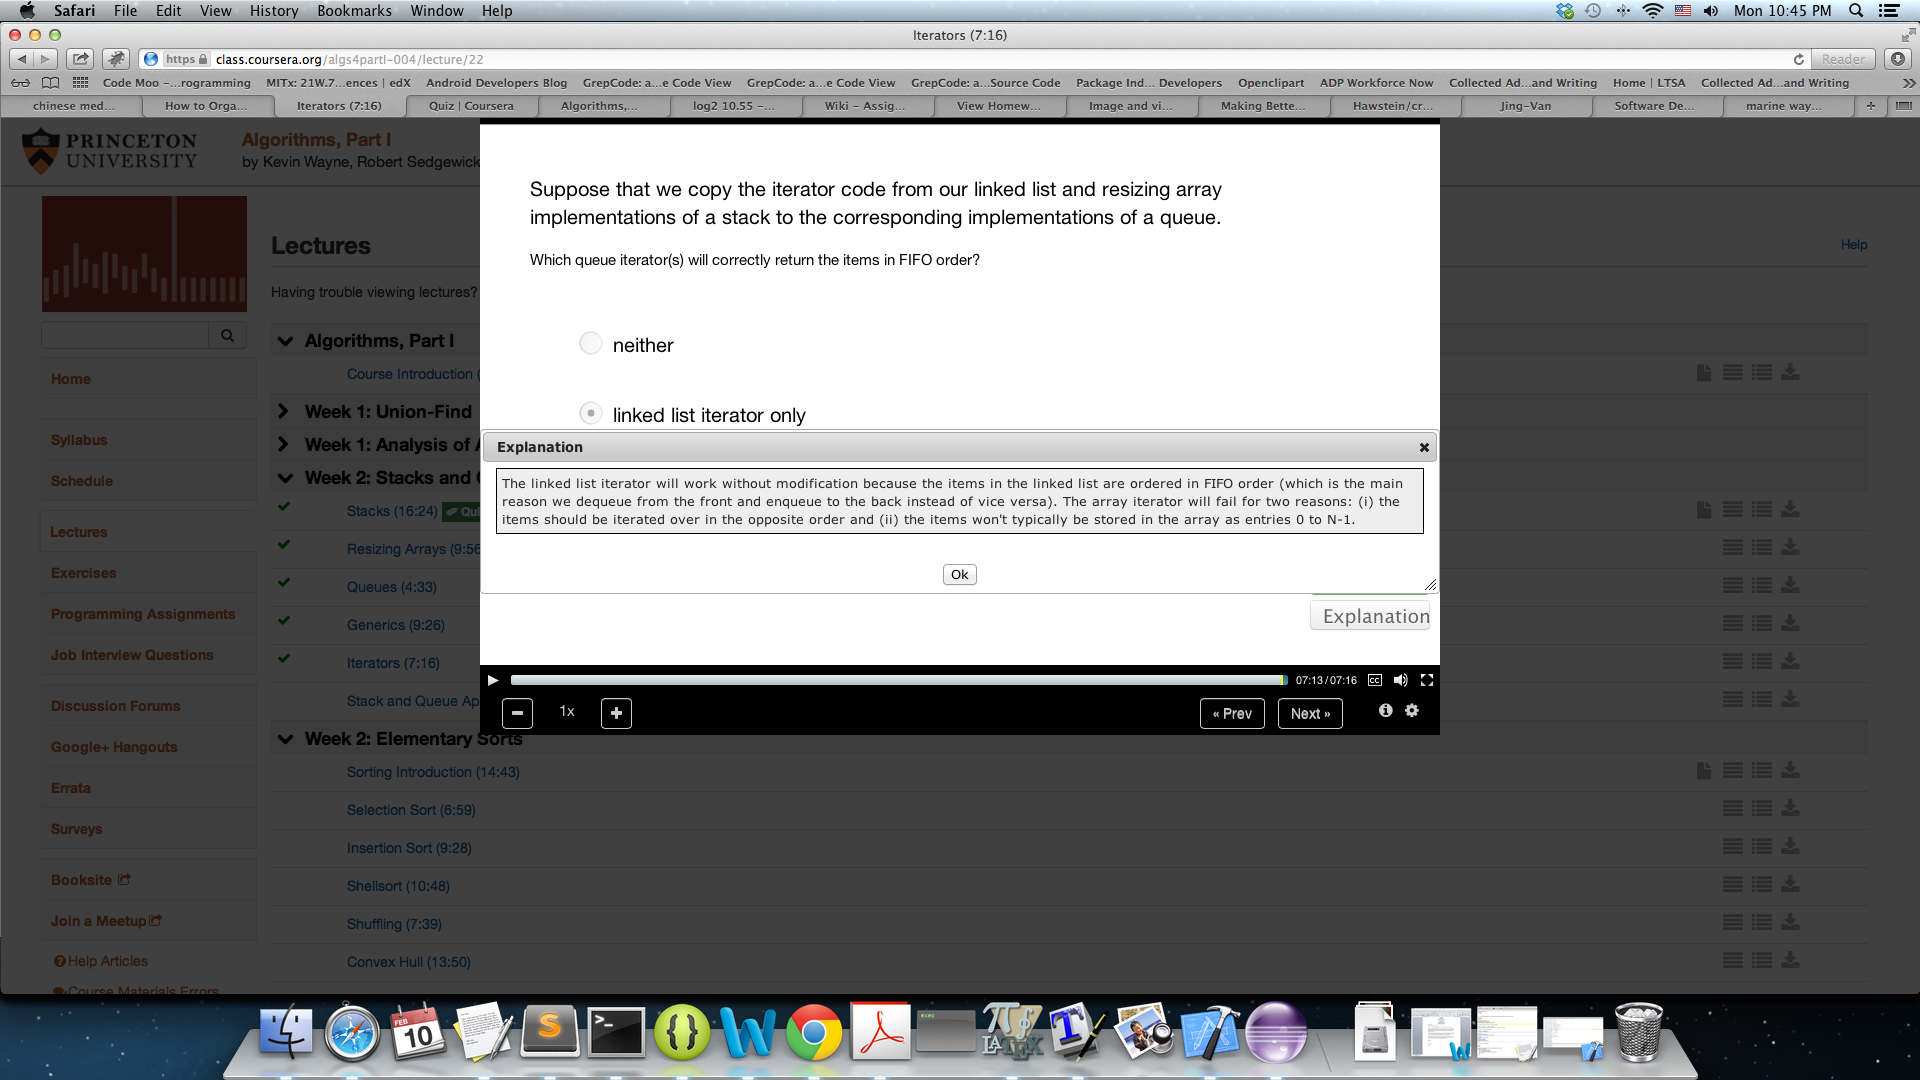 Safari File Edit View History Bookmarks Window Help Mon 10:45 PM
Iterators (7:16)
https class.coursera.org/algs4partI-004/lecture/22 Reader
Code Moo –...rogramming MITx: 21W.7...ences | edX Android Developers Blog GrepCode: a...e Code View GrepCode: a...e Code View GrepCode: a...Source Code Package Ind... Developers Openclipart ADP Workforce Now Collected Ad...and Writing Home | LTSA Collected Ad...and Writing
chinese med... How to Orga... Iterators (7:16) Quiz | Coursera Algorithms,... log2 10.55 –... Wiki – Assig... View Homew... Image and vi... Making Bette... Hawstein/cr... Jing-Van Software De... marine way...
PRINCETON
UNIVERSITY
Algorithms, Part I
by Kevin Wayne, Robert Sedgewick
Suppose that we copy the iterator code from our linked list and resizing array
implementations of a stack to the corresponding implementations of a queue.
Which queue iterator(s) will correctly return the items in FIFO order?
neither
linked list iterator only
Explanation
The linked list iterator will work without modification because the items in the linked list are ordered in FIFO order (which is the main
reason we dequeue from the front and enqueue to the back instead of vice versa). The array iterator will fail for two reasons: (i) the
items should be iterated over in the opposite order and (ii) the items won't typically be stored in the array as entries 0 to N-1.
Ok
Explanation
07:13/07:16 CC
1x
« Prev Next »
Lectures
Help
Having trouble viewing lectures?
Algorithms, Part I
Course Introduction (
Week 1: Union-Find
Week 1: Analysis of A
Week 2: Stacks and
Stacks (16:24) Qui
Resizing Arrays (9:56
Queues (4:33)
Generics (9:26)
Iterators (7:16)
Stack and Queue Ap
Week 2: Elementary Sorts
Sorting Introduction (14:43)
Selection Sort (6:59)
Insertion Sort (9:28)
Shellsort (10:48)
Shuffling (7:39)
Convex Hull (13:50)
Home
Syllabus
Schedule
Lectures
Exercises
Programming Assignments
Job Interview Questions
Discussion Forums
Google+ Hangouts
Errata
Surveys
Booksite
Join a Meetup
Help Articles
Course Materials Errors
FEB
10
exec
LATEX